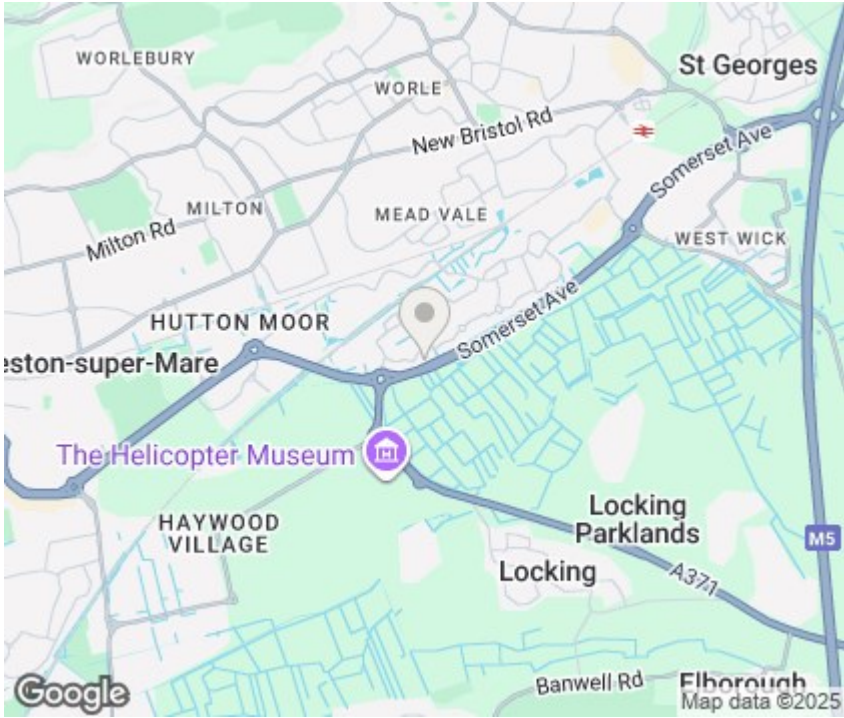 WORLEBURY
St Georges
WORLE
New Bristol Rd
Somerset Ave
MILTON
MEAD VALE
Milton Rd
WEST WICK
HUTTON MOOR
Somerset Ave
eston-super-Mare
The Helicopter Museum
HAYWOOD
VILLAGE
Locking
Parklands
M5
Locking
A371
Banwell Rd
Elborough
Google
Map data ©2025